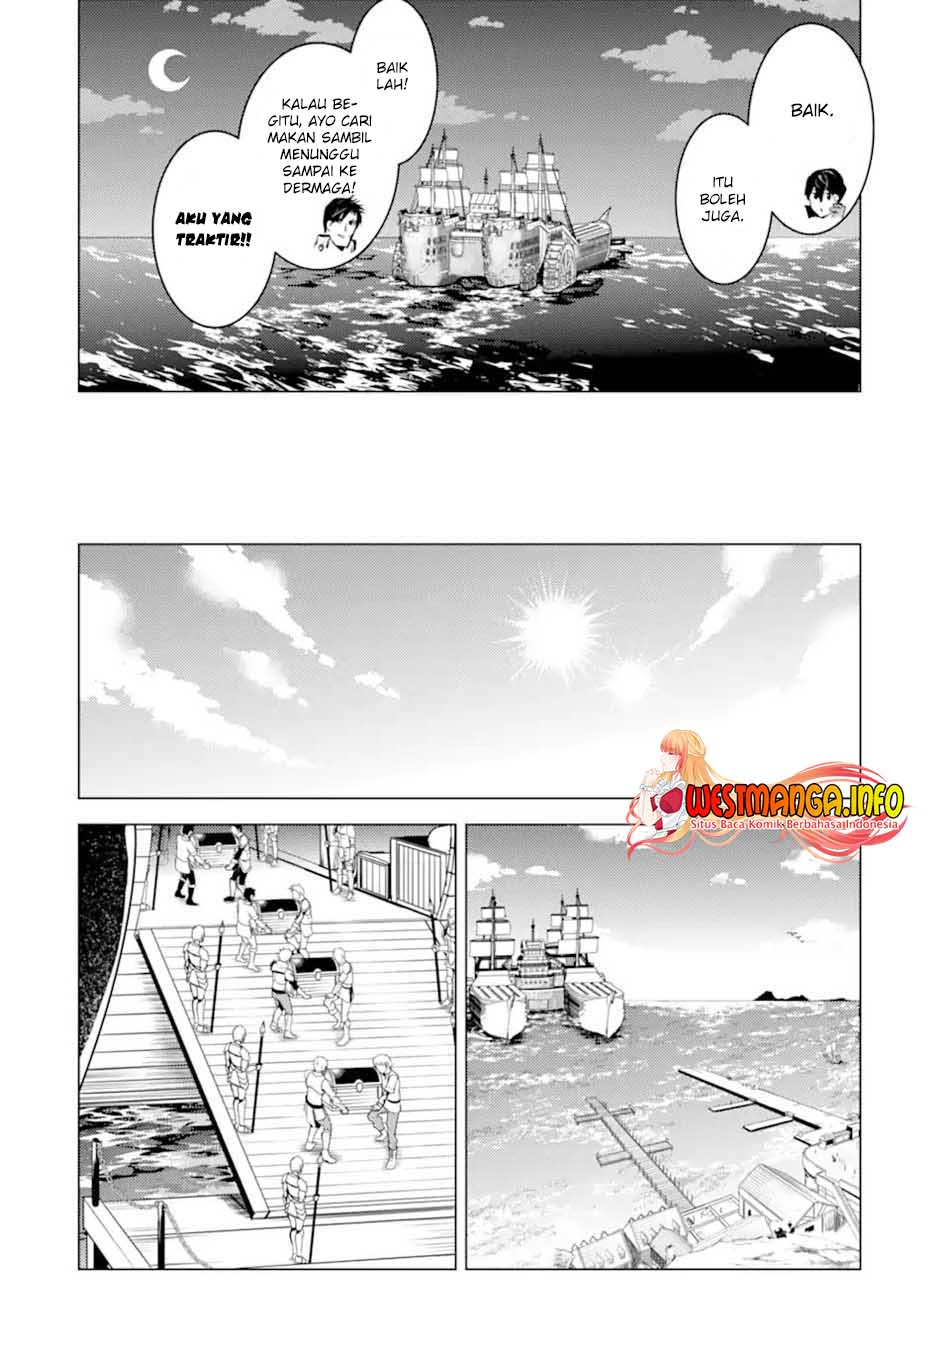 BAIK.
ITU
BOLEH
JUGA.
BAIK
LAH!
KALAU BE-
GITU, AYO CARI
MAKAN SAMBIL
MENUNGGU
SAMPAI KE
DERMAGA!
AKU YANG
TRAKTIR!!
WESTMANGA.INFO
Situs Baca Komik Berbahasa Indonesia